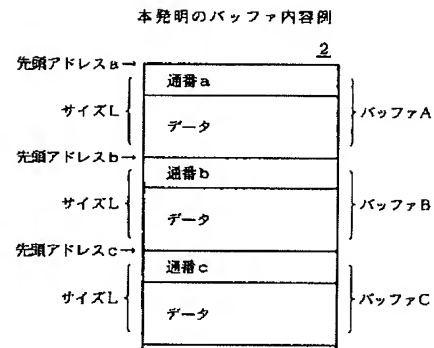 本発明のバッファ内容例
2
先頭アドレスa→
通番a
サイズL
データ
バッファA
先頭アドレスb→
通番b
サイズL
データ
バッファB
先頭アドレスc→
通番c
サイズL
データ
バッファC